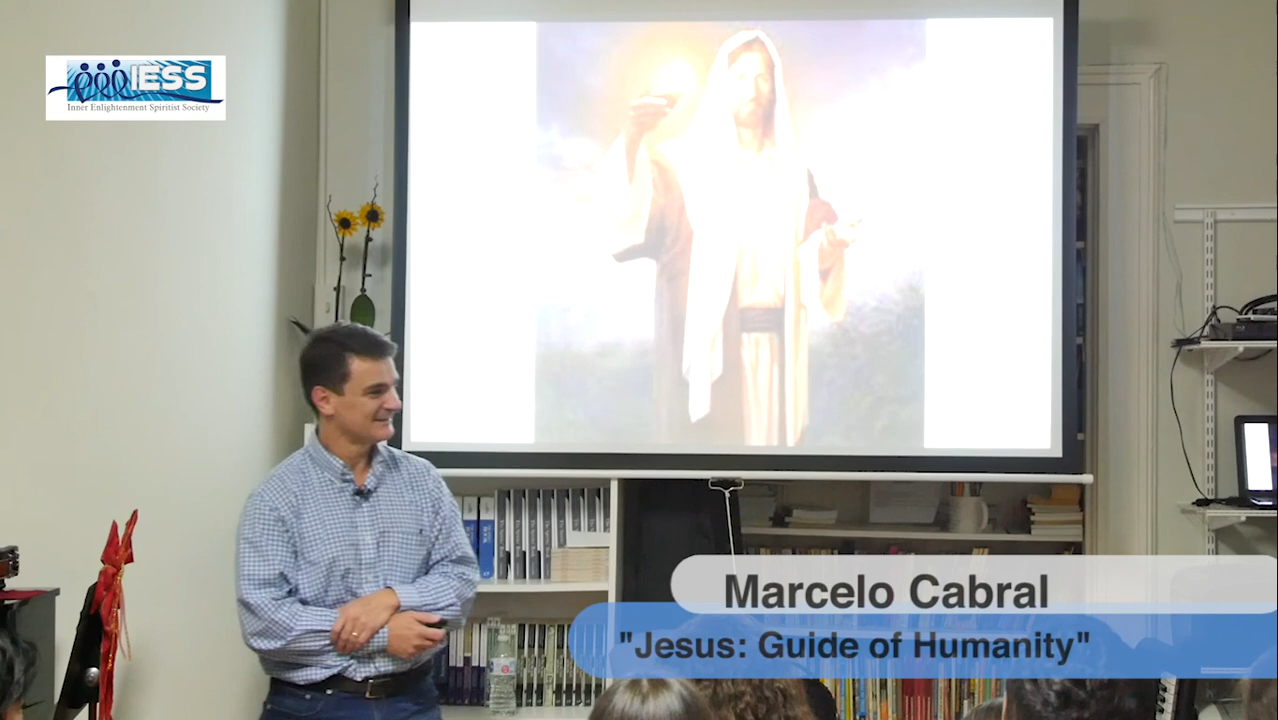 IESS
Inner Enlightenment Spiritist Society
Marcelo Cabral
"Jesus: Guide of Humanity"